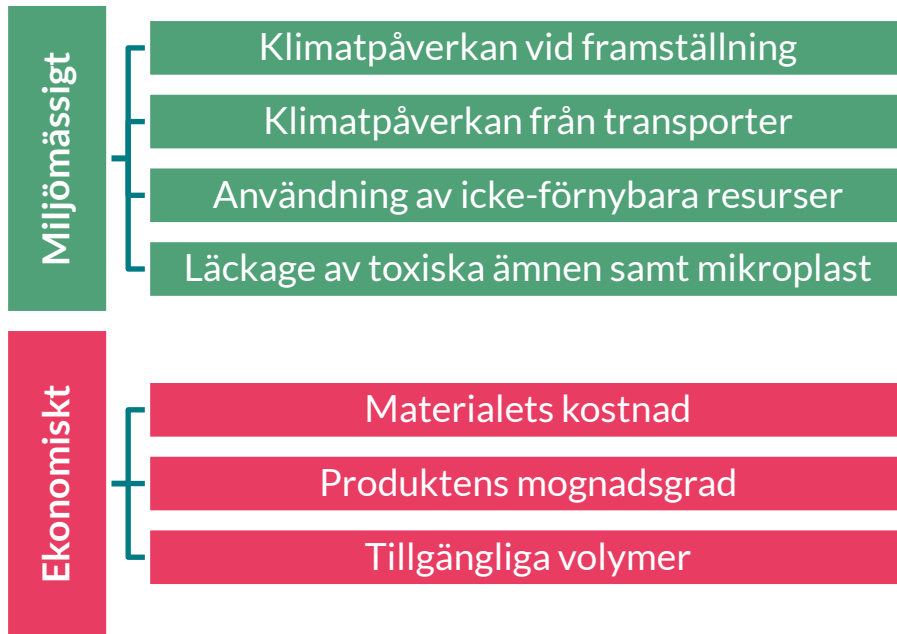 Miljömässigt
Klimatpåverkan vid framställning
Klimatpåverkan från transporter
Användning av icke-förnybara resurser
Läckage av toxiska ämnen samt mikroplast
Ekonomiskt
Materialets kostnad
Produktens mognadsgrad
Tillgängliga volymer